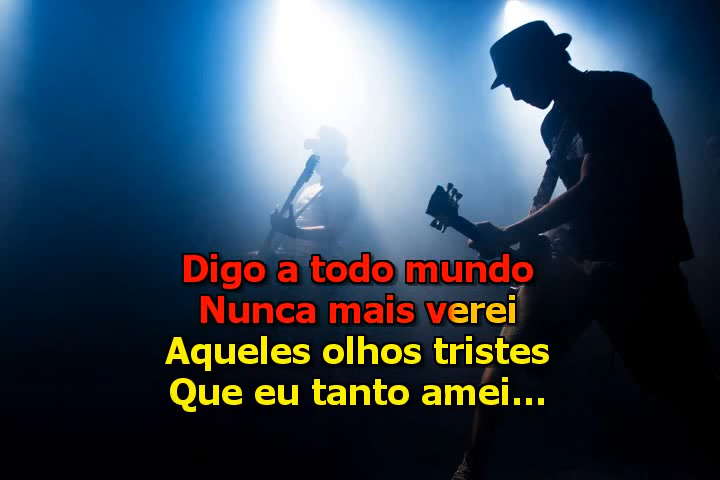 Digo a todo mundo
Nunca mais verei
Aqueles olhos tristes
Que eu tanto amei...